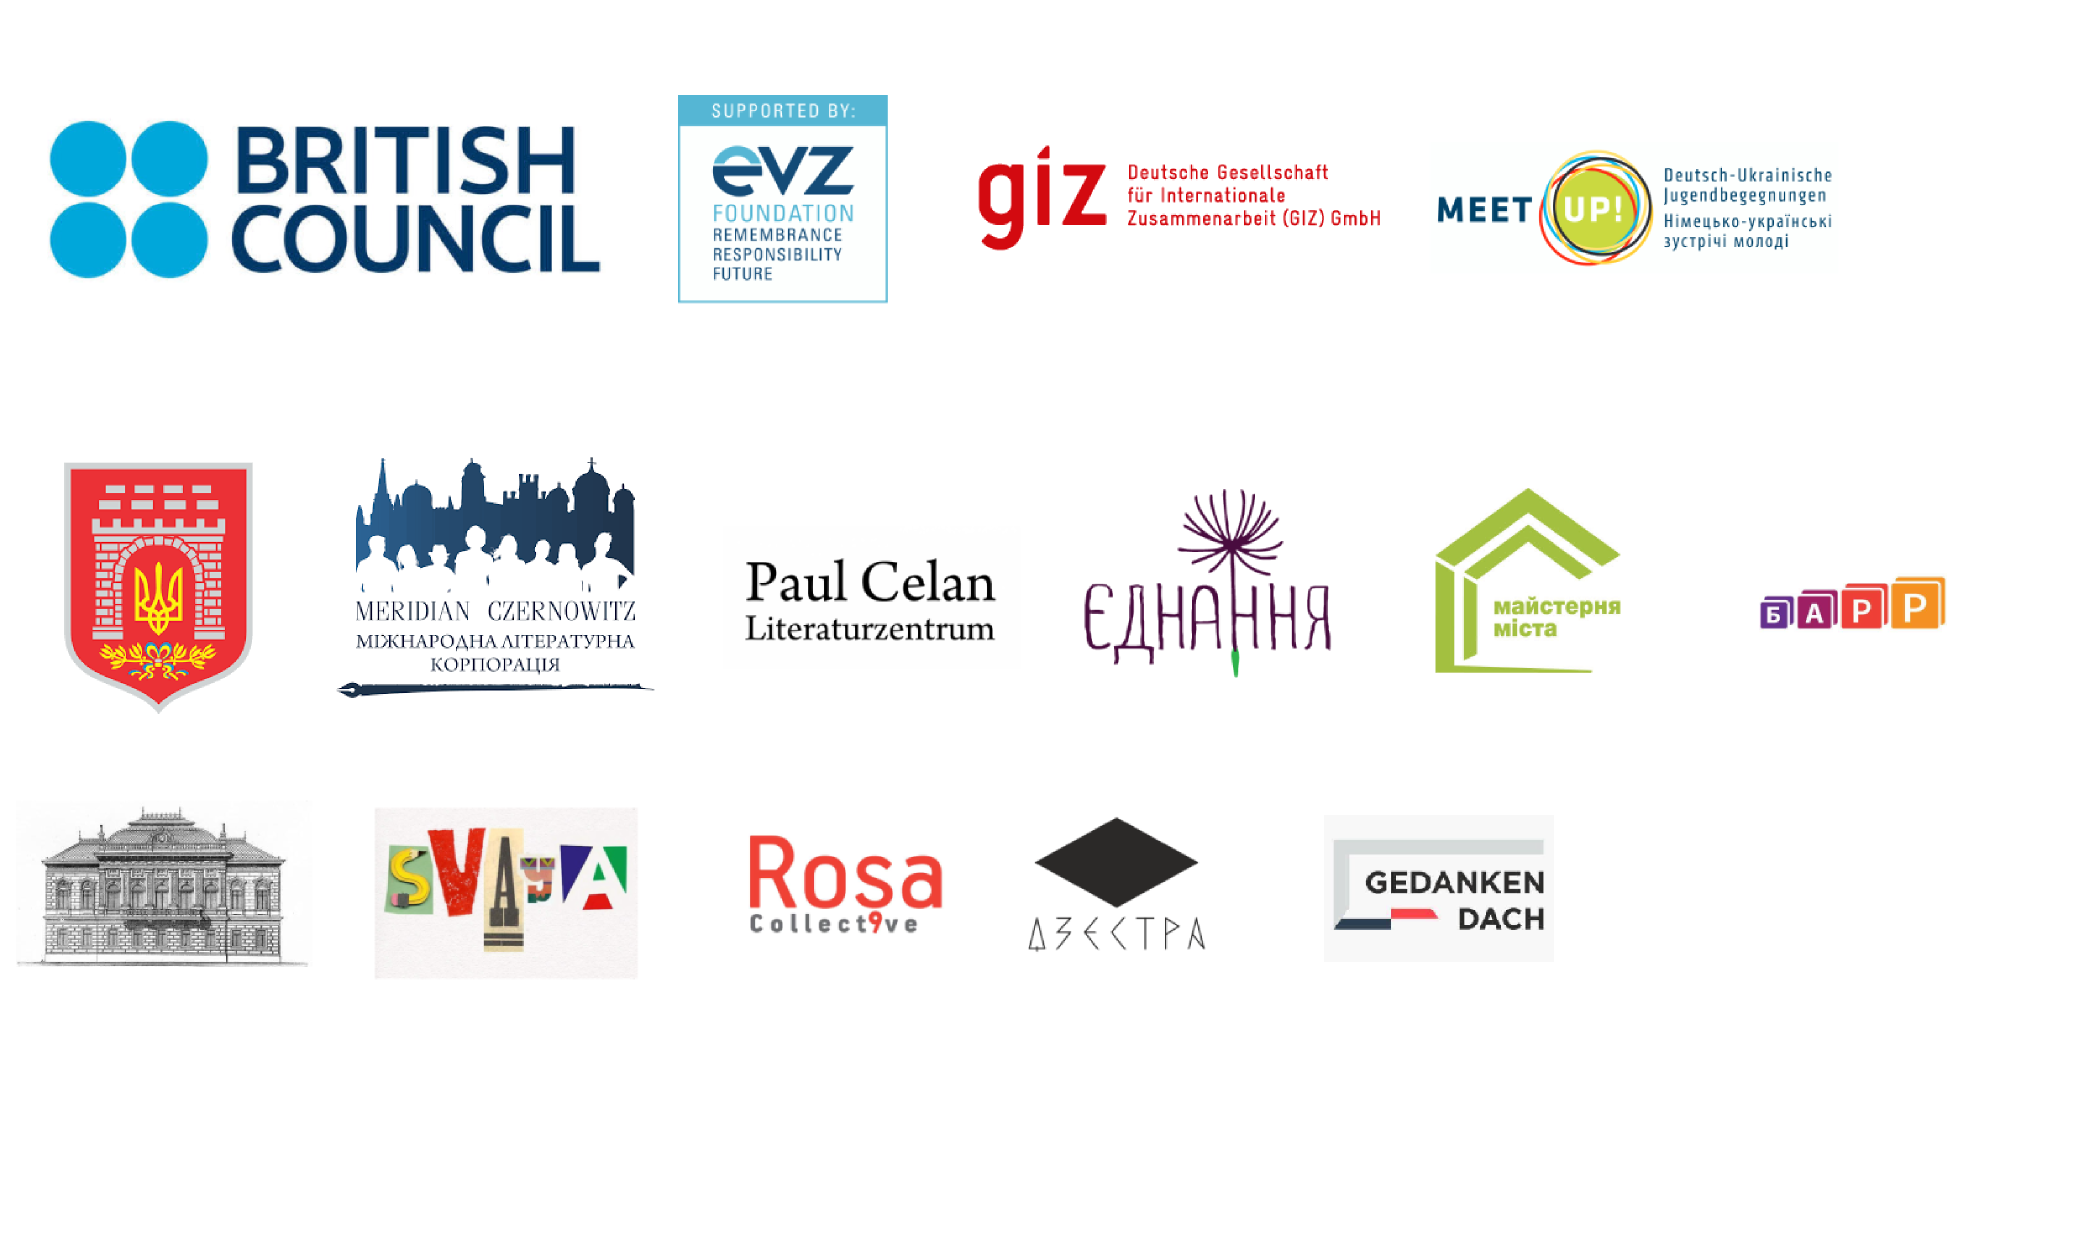 BRITISH
COUNCIL
SUPPORTED BY:
evz
FOUNDATION
REMEMBRANCE
RESPONSIBILITY
FUTURE
giz
Deutsche Gesellschaft
für Internationale
Zusammenarbeit (GIZ) GmbH
MEET UP!
Deutsch-Ukrainische
Jugendbegegnungen
Німецько-українські
зустрічі молоді
MERIDIAN CZERNOWITZ
МІЖНАРОДНА ЛІТЕРАТУРНА
КОРПОРАЦІЯ
Paul Celan
Literaturzentrum
ЄДНАННЯ
майстерня
міста
БАРР
SVAYA
Rosa
Collect9ve
ДЗЕСТРА
GEDANKEN
DACH